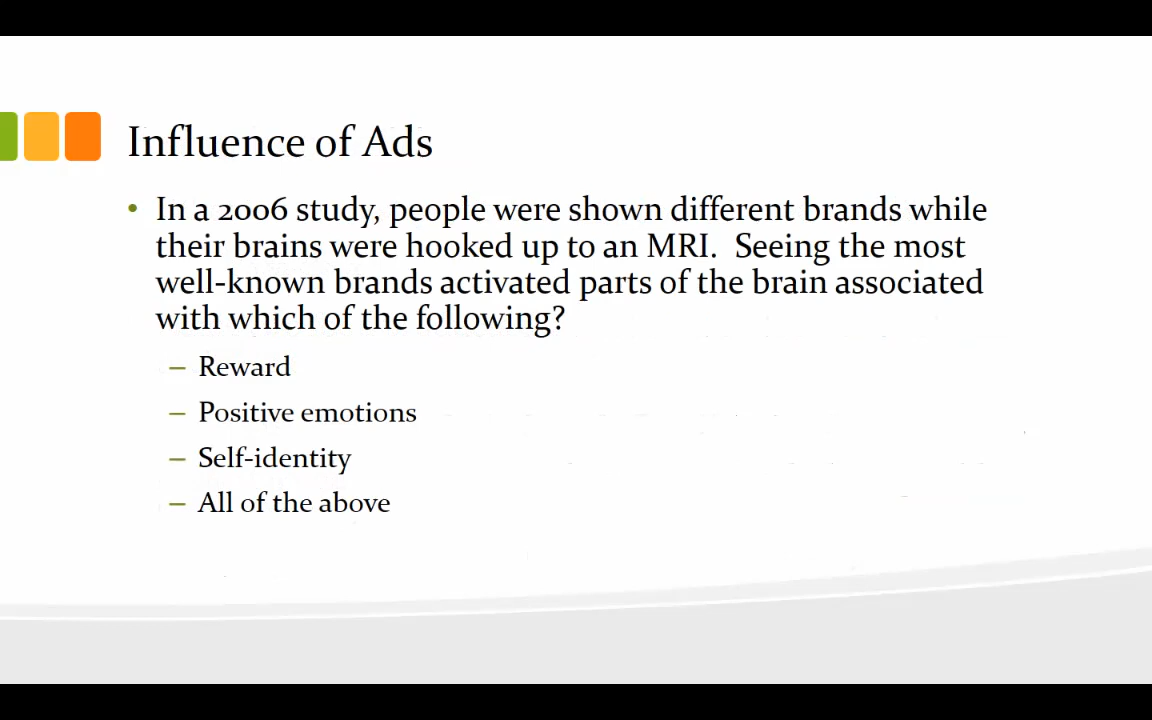 Influence of Ads
• In a 2006 study, people were shown different brands while
their brains were hooked up to an MRI.  Seeing the most
well-known brands activated parts of the brain associated
with which of the following?
– Reward
– Positive emotions
– Self-identity
– All of the above